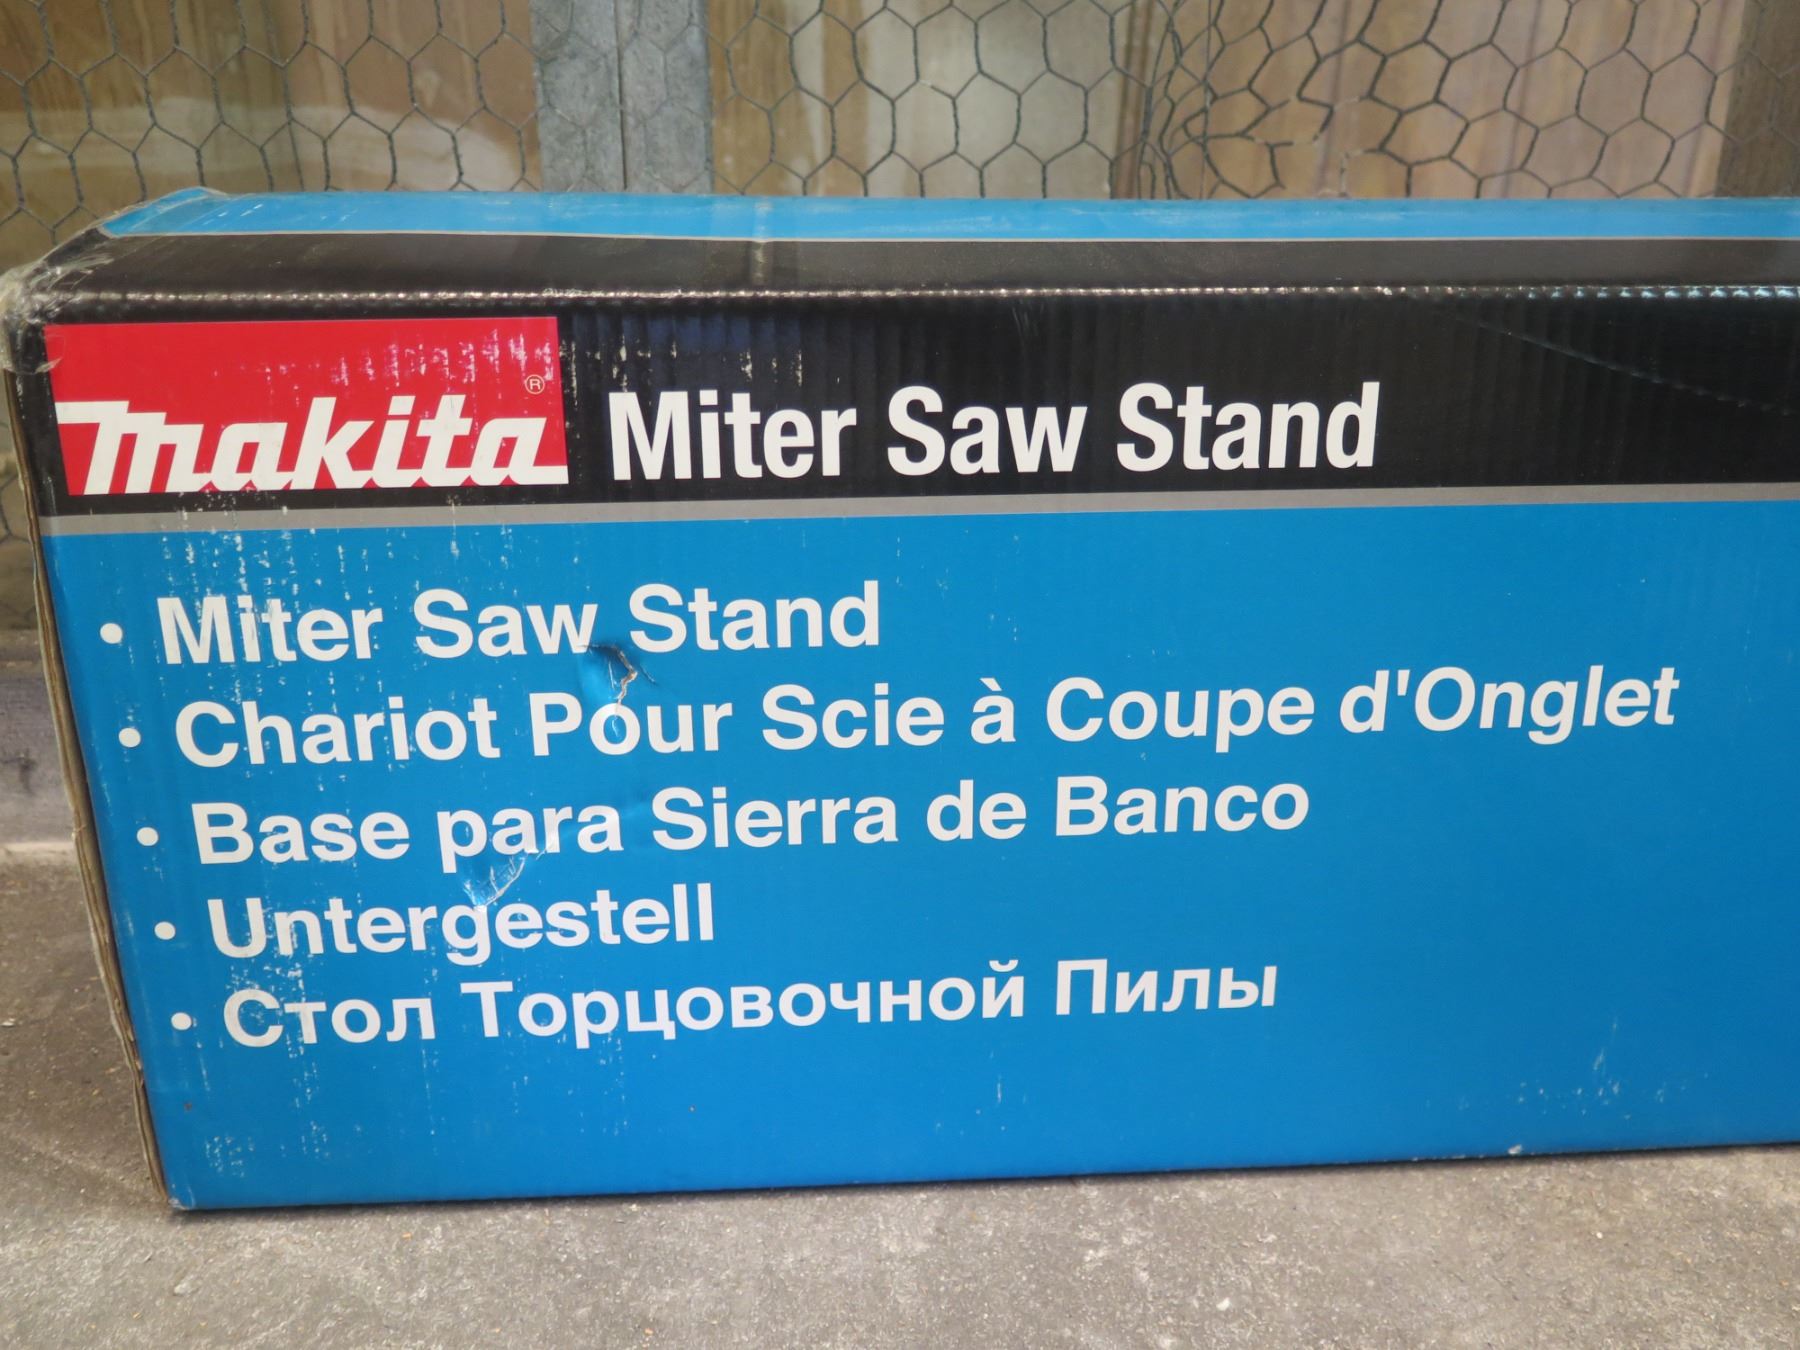 makita® Miter Saw Stand
• Miter Saw Stand
• Chariot Pour Scie à Coupe d'Onglet
• Base para Sierra de Banco
• Untergestell
• Стол Торцовочной Пилы